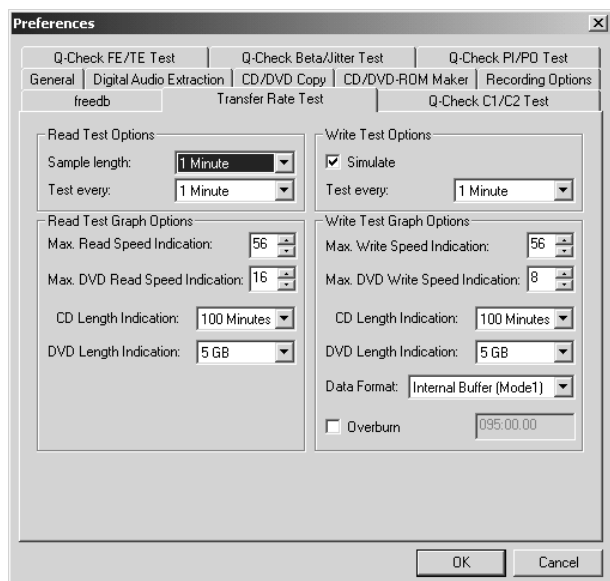 Preferences
Q-Check FE/TE Test Q-Check Beta/Jitter Test Q-Check PI/PO Test
General Digital Audio Extraction CD/DVD Copy CD/DVD-ROM Maker Recording Options
freedb Transfer Rate Test Q-Check C1/C2 Test
Read Test Options
Sample length: 1 Minute
Test every: 1 Minute
Write Test Options
Simulate
Test every: 1 Minute
Read Test Graph Options
Max. Read Speed Indication: 56
Max. DVD Read Speed Indication: 16
CD Length Indication: 100 Minutes
DVD Length Indication: 5 GB
Write Test Graph Options
Max. Write Speed Indication: 56
Max. DVD Write Speed Indication: 8
CD Length Indication: 100 Minutes
DVD Length Indication: 5 GB
Data Format: Internal Buffer (Mode1)
Overburn 095:00.00
OK Cancel